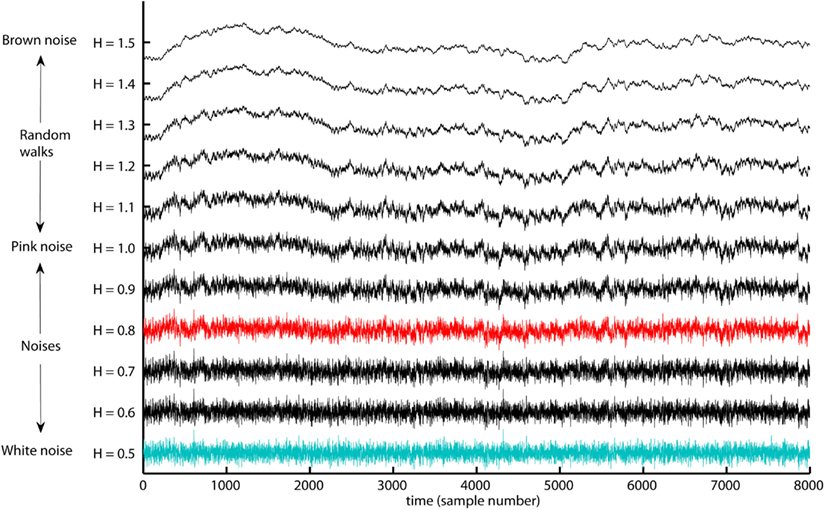 Brown noise
H = 1.5
H = 1.4
Random
walks
H = 1.3
H = 1.2
H = 1.1
Pink noise
H = 1.0
H = 0.9
H = 0.8
Noises
H = 0.7
H = 0.6
White noise
H = 0.5
0 1000 2000 3000 4000 5000 6000 7000 8000
time (sample number)